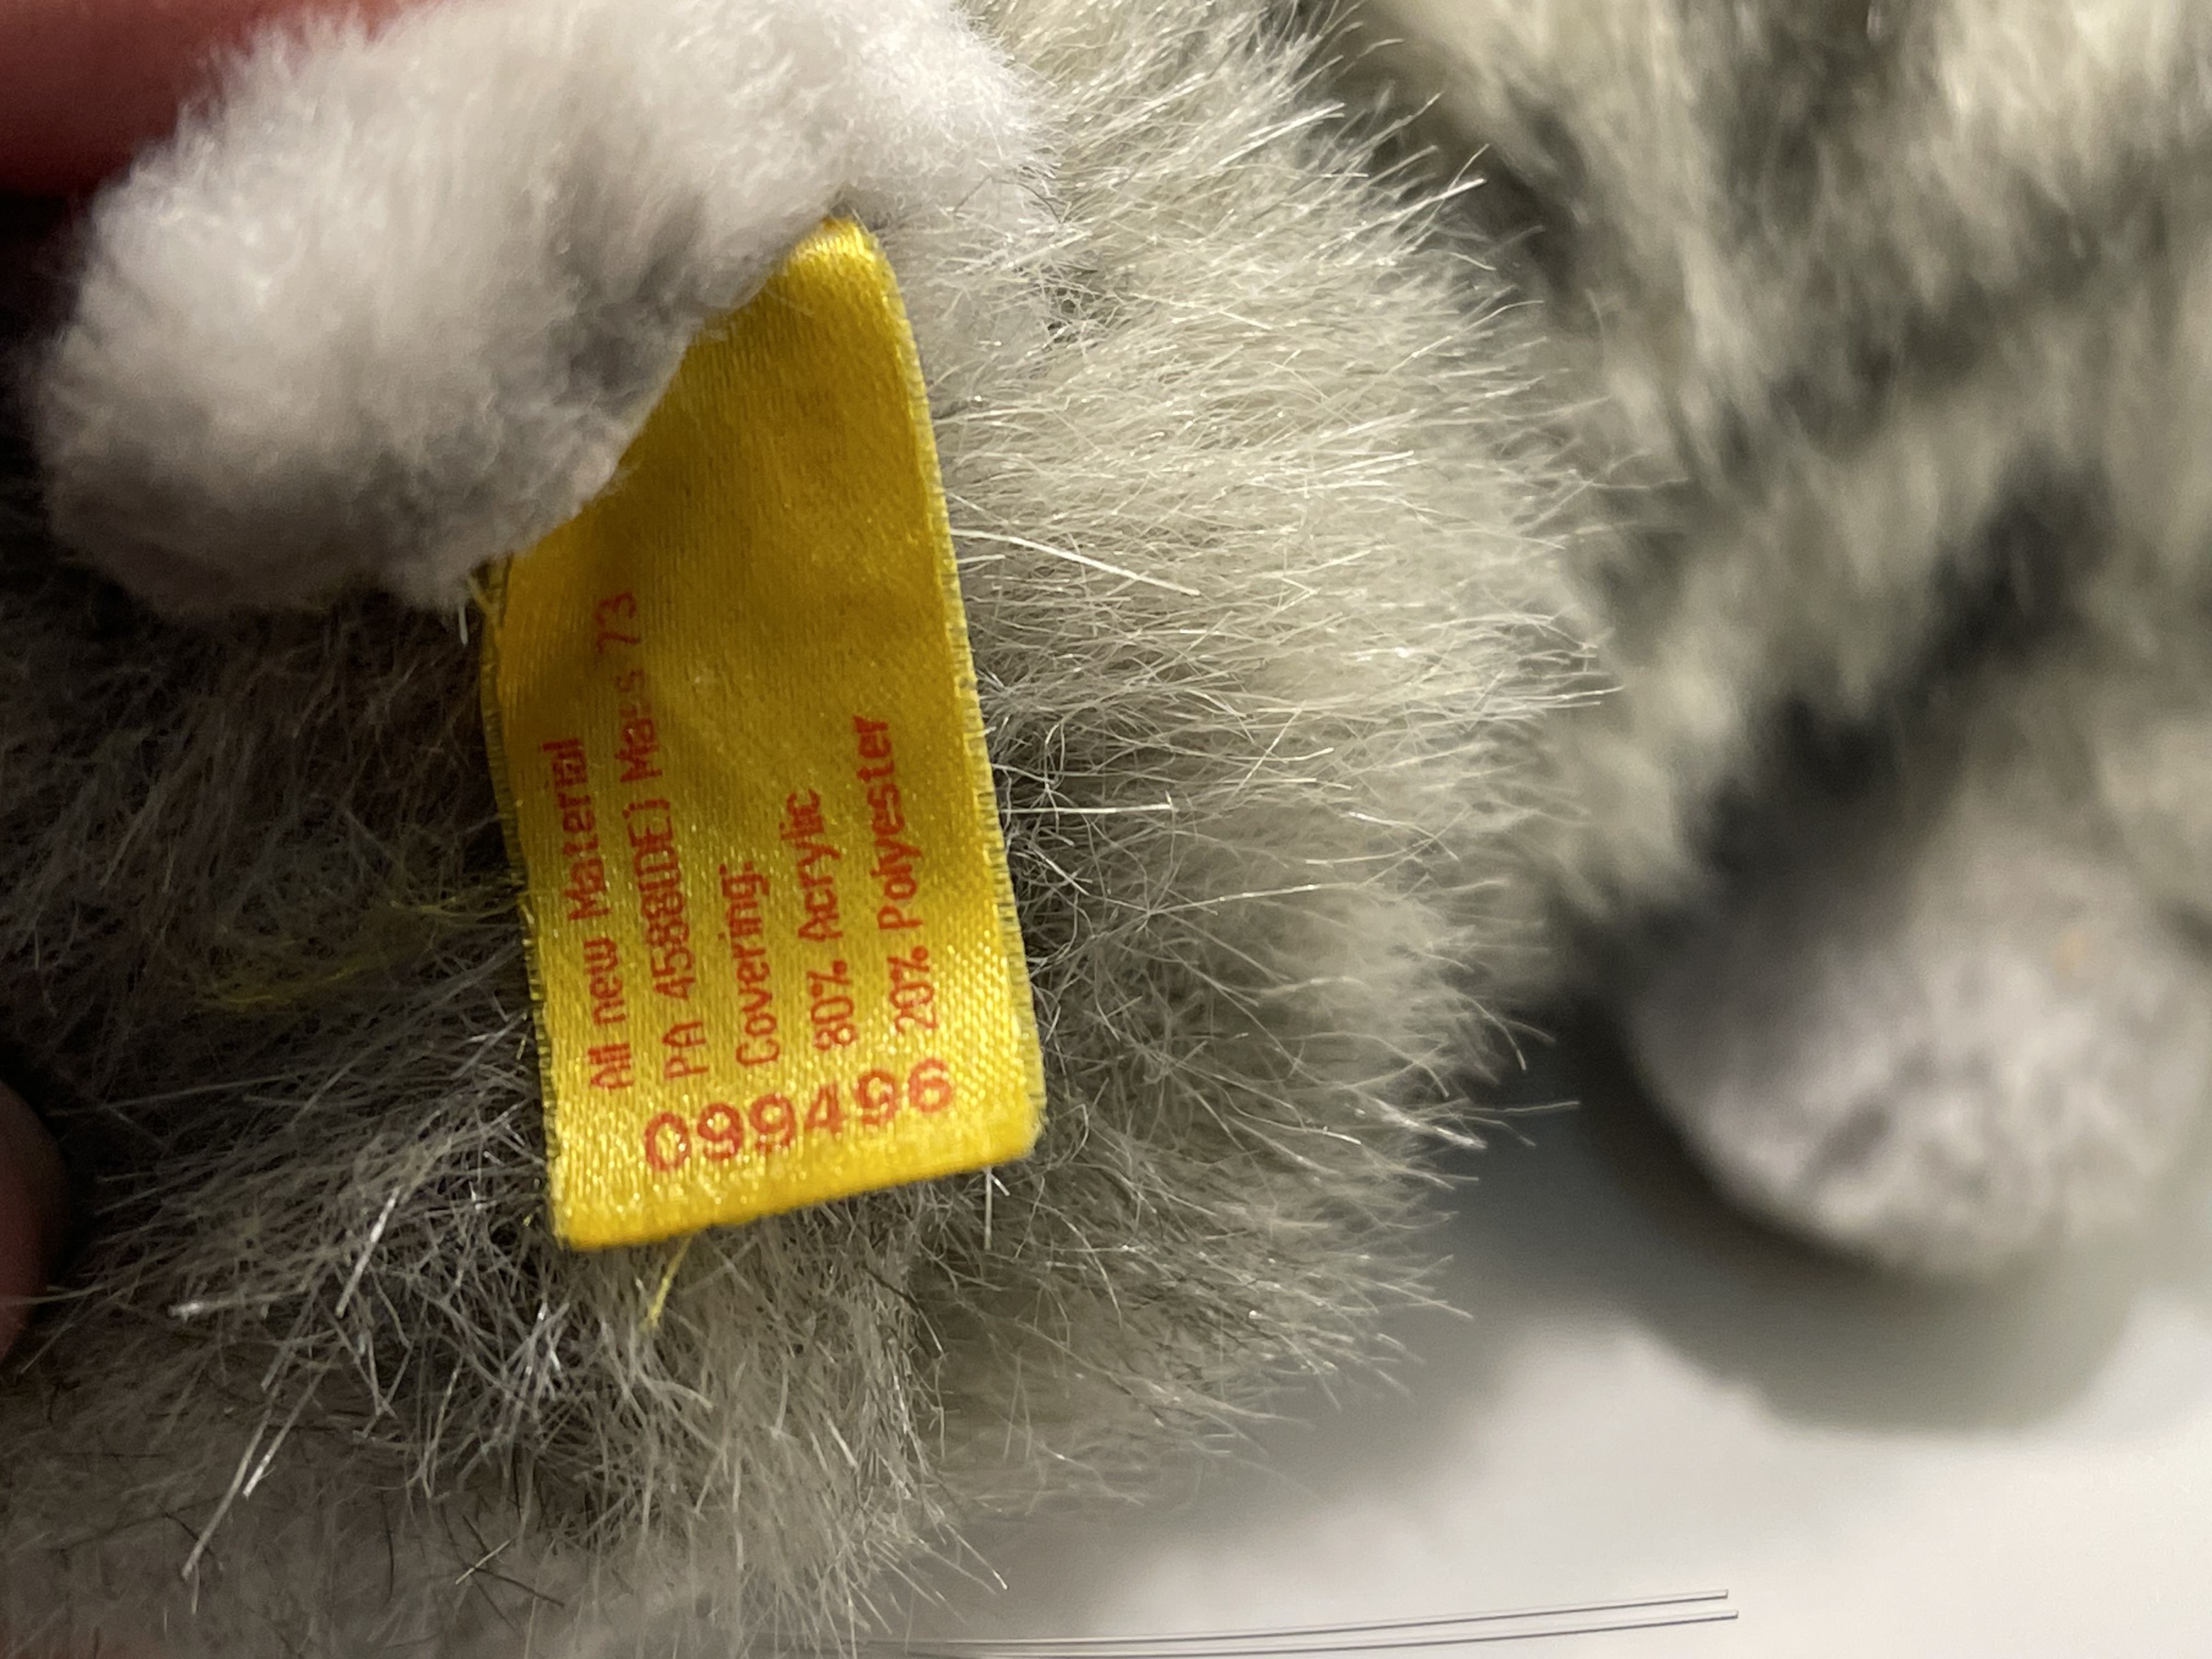 All new Material
PA 4588(DE) Mass 73
Covering:
80% Acrylic
20% Polyester
099496